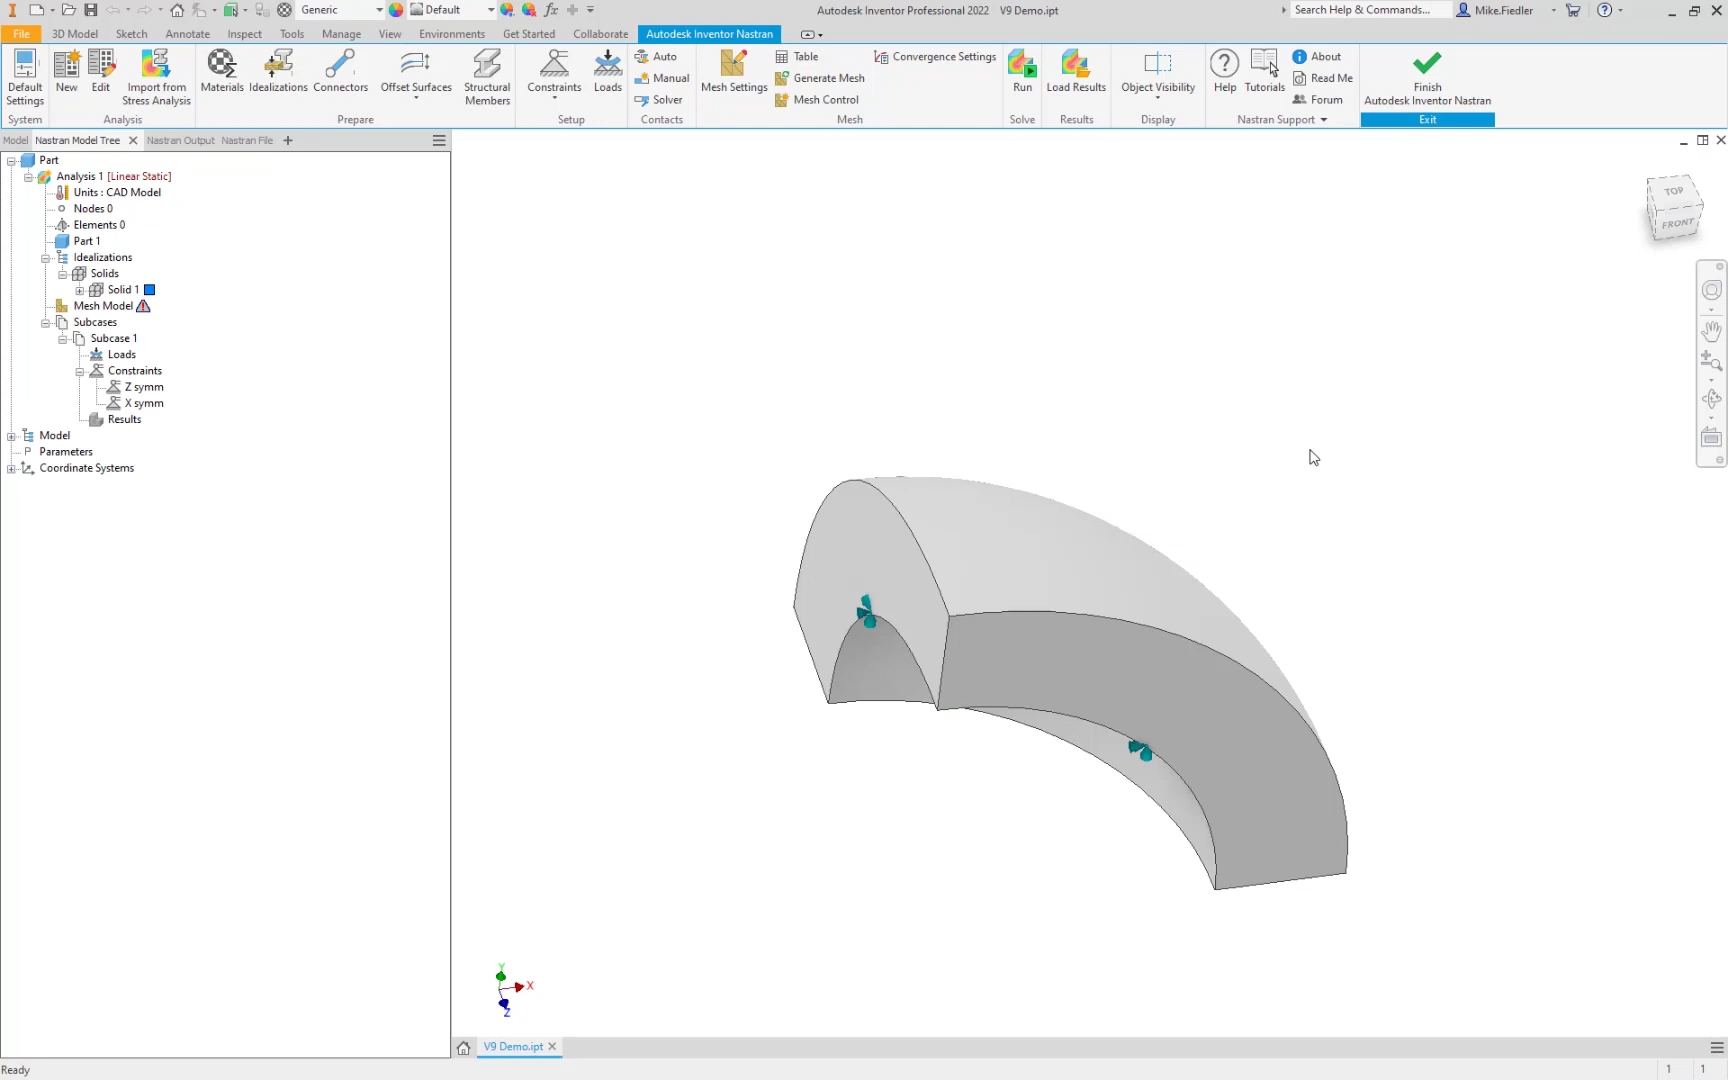 Generic
Default
Autodesk Inventor Professional 2022 V9 Demo.ipt
Search Help & Commands...
Mike.Fiedler
File
3D Model
Sketch
Annotate
Inspect
Tools
Manage
View
Environments
Get Started
Collaborate
Autodesk Inventor Nastran
Default Settings
System
New
Edit
Import from Stress Analysis
Analysis
Materials
Idealizations
Connectors
Offset Surfaces
Structural Members
Prepare
Constraints
Loads
Setup
Auto
Manual
Solver
Contacts
Mesh Settings
Table
Generate Mesh
Mesh Control
Convergence Settings
Mesh
Run
Solve
Load Results
Results
Object Visibility
Display
Help
Tutorials
About
Read Me
Forum
Nastran Support
Finish
Autodesk Inventor Nastran
Exit
Model
Nastran Model Tree
Nastran Output
Nastran File
Part
Analysis 1 [Linear Static]
Units : CAD Model
Nodes 0
Elements 0
Part 1
Idealizations
Solids
Solid 1
Mesh Model
Subcases
Subcase 1
Loads
Constraints
Z symm
X symm
Results
Model
Parameters
Coordinate Systems
TOP
FRONT
Y
X
Z
V9 Demo.ipt
Ready
1
1